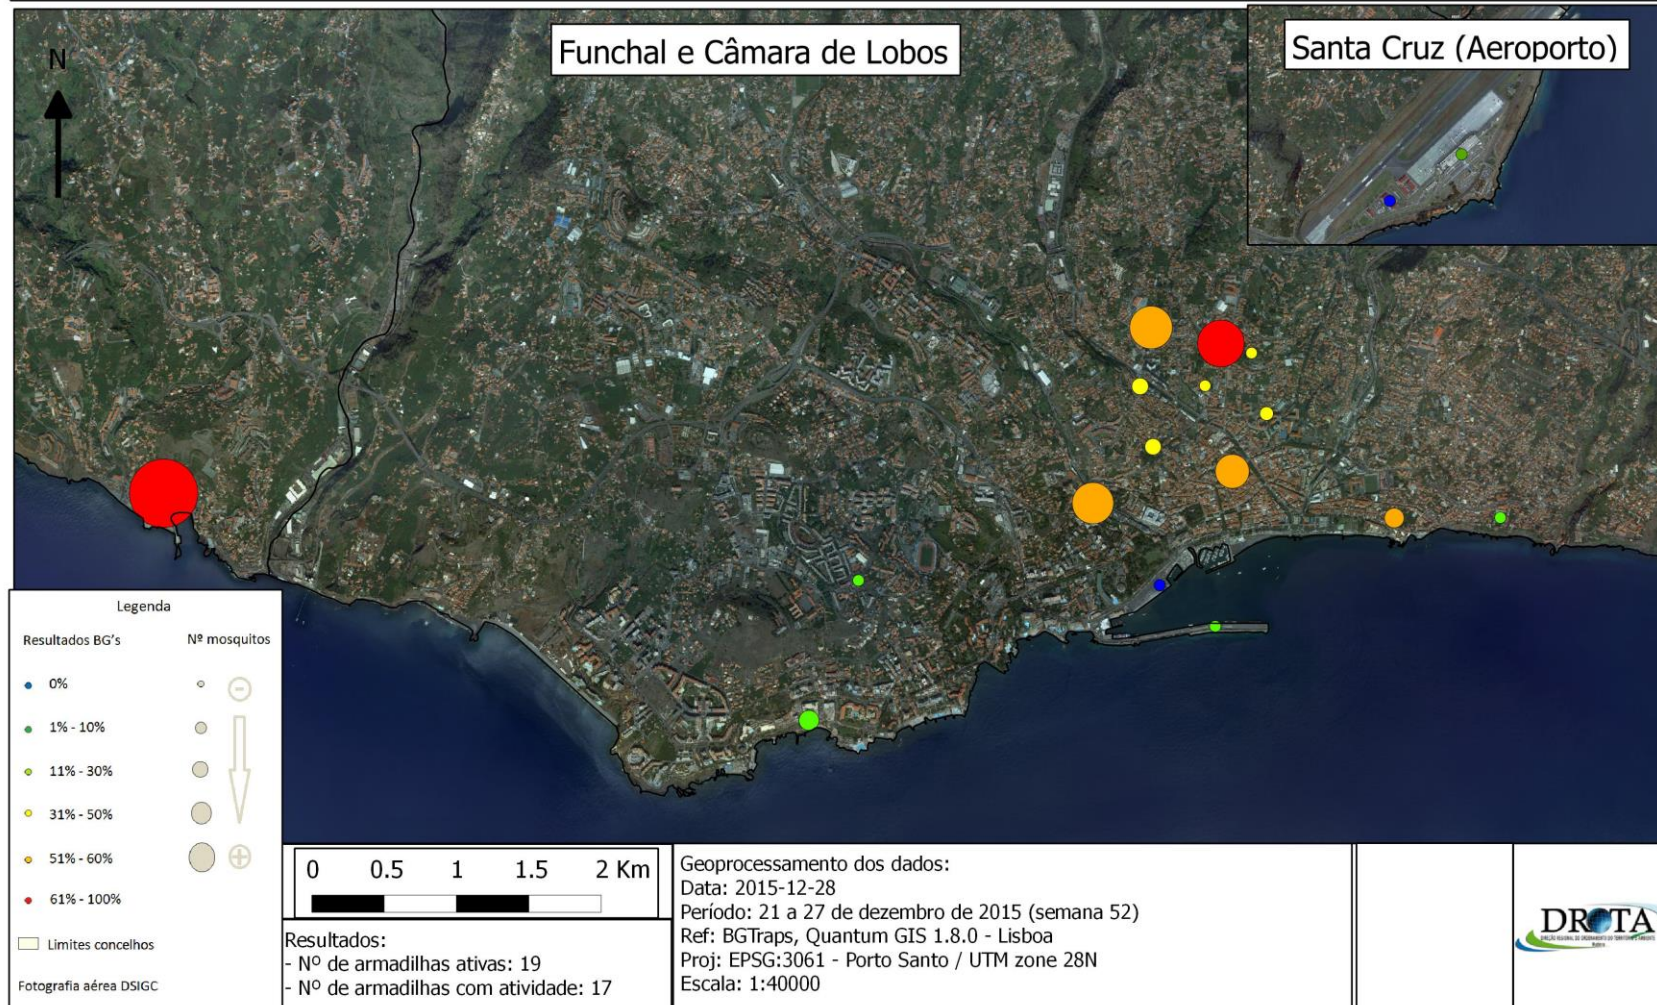 Funchal e Câmara de Lobos
Santa Cruz (Aeroporto)
N
Legenda
Resultados BG's
Nº mosquitos
0%
1% - 10%
11% - 30%
31% - 50%
51% - 60%
61% - 100%
Limites concelhos
Fotografia aérea DSIGC
0 0.5 1 1.5 2 Km
Resultados:
- Nº de armadilhas ativas: 19
- Nº de armadilhas com atividade: 17
Geoprocessamento dos dados:
Data: 2015-12-28
Período: 21 a 27 de dezembro de 2015 (semana 52)
Ref: BGTraps, Quantum GIS 1.8.0 - Lisboa
Proj: EPSG:3061 - Porto Santo / UTM zone 28N
Escala: 1:40000
DROTA